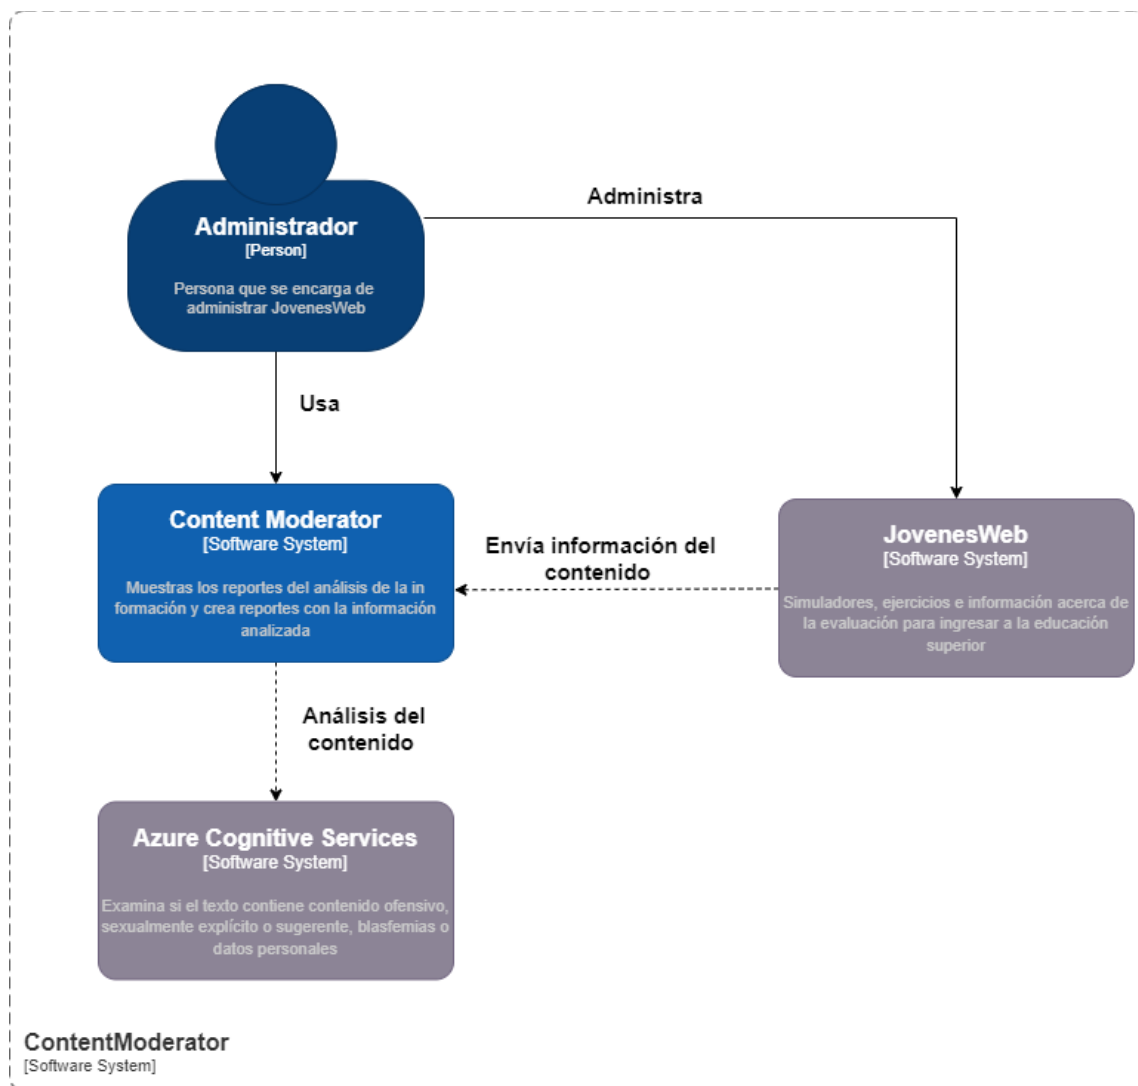 Administrador
[Person]
Persona que se encarga de
administrar JovenesWeb
Administra
Usa
Content Moderator
[Software System]
Muestras los reportes del análisis de la in
formación y crea reportes con la información
analizada
Envía información del
contenido
JovenesWeb
[Software System]
Simuladores, ejercicios e información acerca de
la evaluación para ingresar a la educación
superior
Análisis del
contenido
Azure Cognitive Services
[Software System]
Examina si el texto contiene contenido ofensivo,
sexualmente explícito o sugerente, blasfemias o
datos personales
ContentModerator
[Software System]